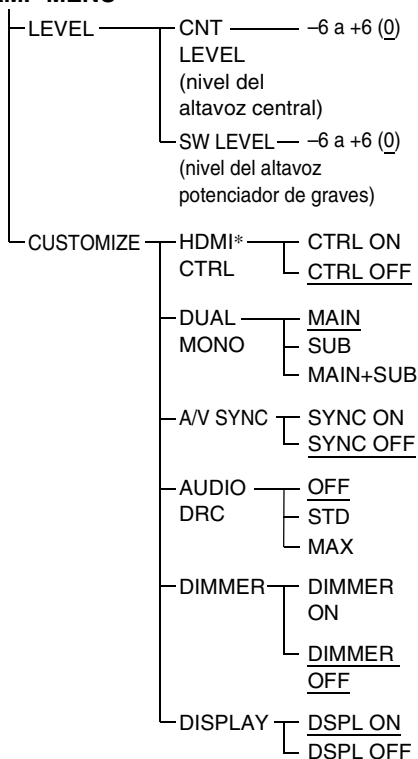 LEVEL CNT –6 a +6 (0)
LEVEL
(nivel del
altavoz central)
SW LEVEL –6 a +6 (0)
(nivel del altavoz
potenciador de graves)
CUSTOMIZE HDMI* CTRL ON
CTRL CTRL OFF
DUAL MAIN
MONO SUB
MAIN+SUB
A/V SYNC SYNC ON
SYNC OFF
AUDIO OFF
DRC STD
MAX
DIMMER DIMMER
ON
DIMMER
OFF
DISPLAY DSPL ON
DSPL OFF